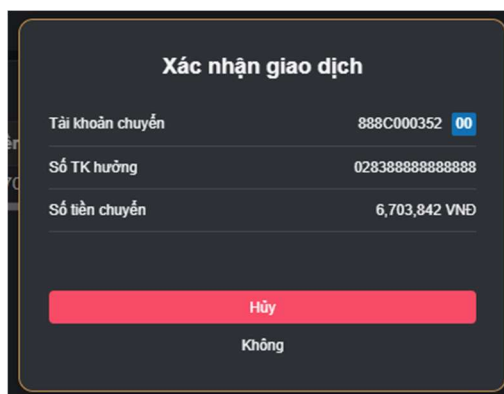 Xác nhận giao dịch
Tài khoản chuyển 888C000352 00
Số TK hưởng 028388888888888
Số tiền chuyển 6,703,842 VNĐ
Hủy
Không